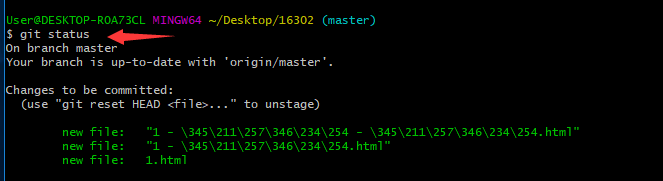 User@DESKTOP-ROA73CL MINGW64 ~/Desktop/16302 (master)
$ git status
On branch master
Your branch is up-to-date with 'origin/master'.
Changes to be committed:
(use "git reset HEAD <file>..." to unstage)
new file: "1 - \345\211\257\346\234\254 - \345\211\257\346\234\254.html"
new file: "1 - \345\211\257\346\234\254.html"
new file: 1.html